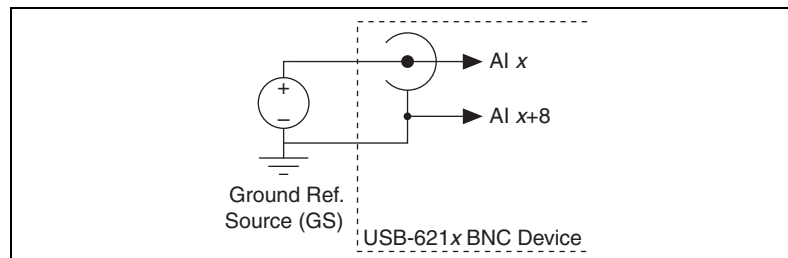 AI x
+
AI x+8
–
Ground Ref.
Source (GS)
USB-621x BNC Device